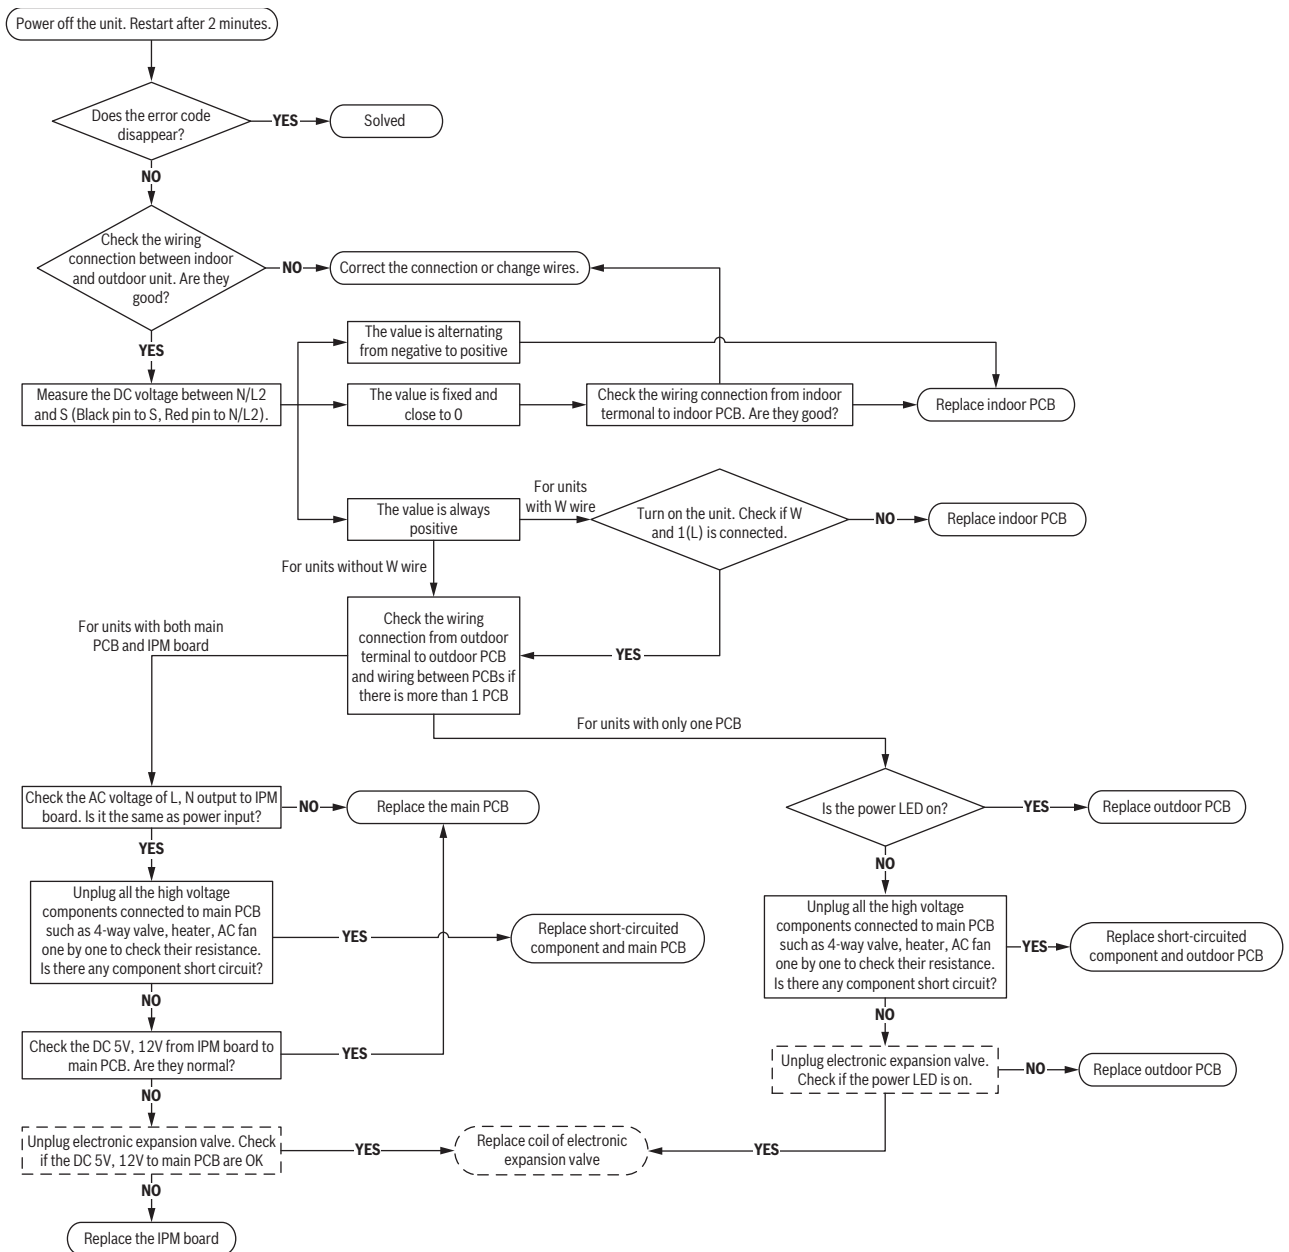 Power off the unit. Restart after 2 minutes.
Does the error code
disappear?
YES
Solved
NO
Check the wiring
connection between indoor
and outdoor unit. Are they
good?
NO
Correct the connection or change wires.
YES
The value is alternating
from negative to positive
Measure the DC voltage between N/L2
and S (Black pin to S, Red pin to N/L2).
The value is fixed and
close to 0
Check the wiring connection from indoor
termonal to indoor PCB. Are they good?
Replace indoor PCB
The value is always
positive
For units
with W wire
Turn on the unit. Check if W
and 1(L) is connected.
NO
Replace indoor PCB
For units without W wire
Check the wiring
connection from outdoor
terminal to outdoor PCB
and wiring between PCBs if
there is more than 1 PCB
YES
For units with both main
PCB and IPM board
For units with only one PCB
Check the AC voltage of L, N output to IPM
board. Is it the same as power input?
NO
Replace the main PCB
Is the power LED on?
YES
Replace outdoor PCB
YES
NO
Unplug all the high voltage
components connected to main PCB
such as 4-way valve, heater, AC fan
one by one to check their resistance.
Is there any component short circuit?
YES
Replace short-circuited
component and main PCB
Unplug all the high voltage
components connected to main PCB
such as 4-way valve, heater, AC fan
one by one to check their resistance.
Is there any component short circuit?
YES
Replace short-circuited
component and outdoor PCB
NO
NO
Check the DC 5V, 12V from IPM board to
main PCB. Are they normal?
YES
Unplug electronic expansion valve.
Check if the power LED is on.
NO
Replace outdoor PCB
NO
Unplug electronic expansion valve. Check
if the DC 5V, 12V to main PCB are OK
YES
Replace coil of electronic
expansion valve
YES
NO
Replace the IPM board